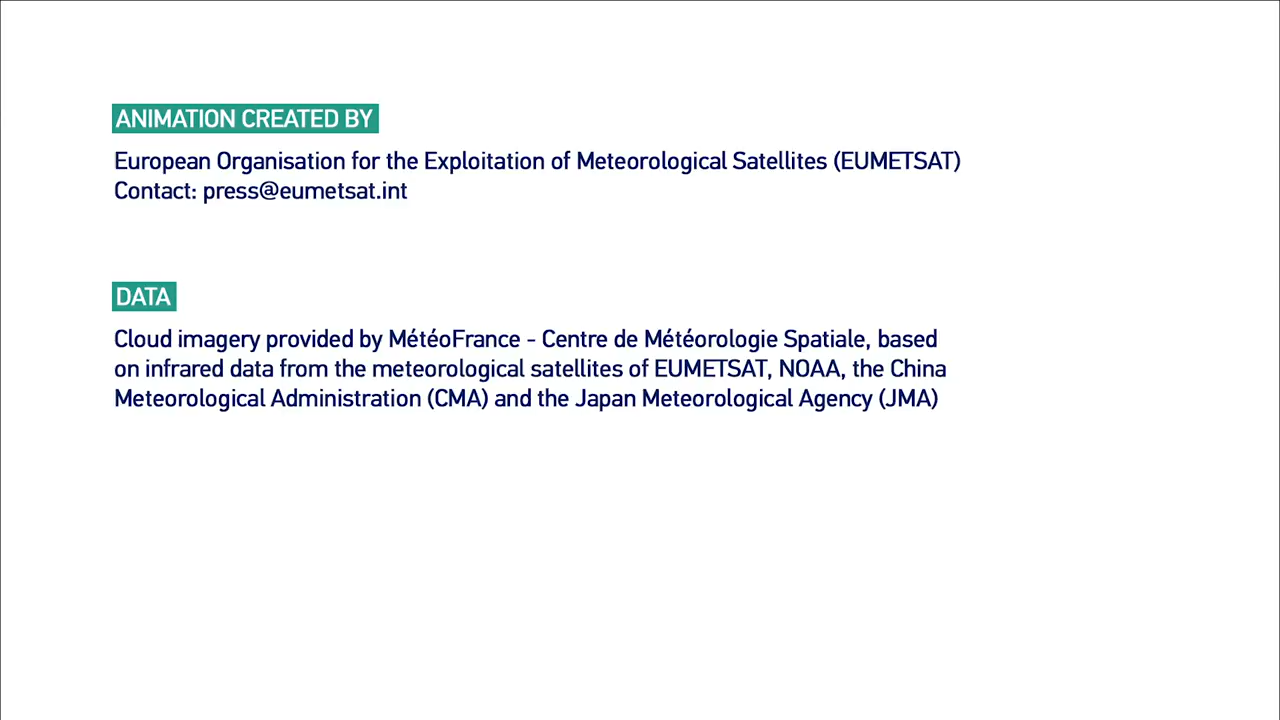 ANIMATION CREATED BY
European Organisation for the Exploitation of Meteorological Satellites (EUMETSAT)
Contact: press@eumetsat.int
DATA
Cloud imagery provided by MétéoFrance - Centre de Météorologie Spatiale, based
on infrared data from the meteorological satellites of EUMETSAT, NOAA, the China
Meteorological Administration (CMA) and the Japan Meteorological Agency (JMA)